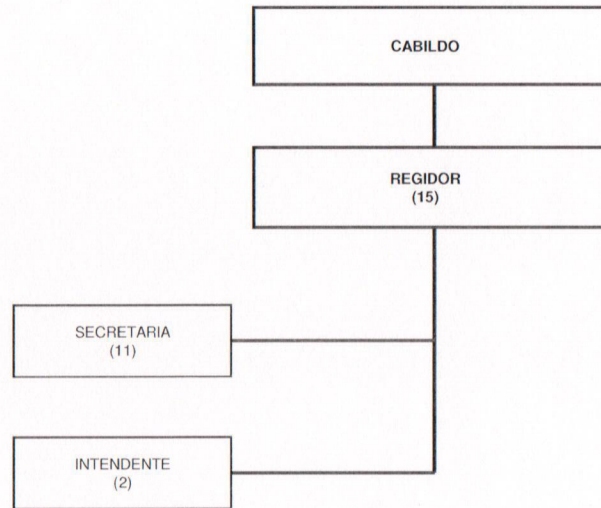 CABILDO
REGIDOR
(15)
SECRETARIA
(11)
INTENDENTE
(2)